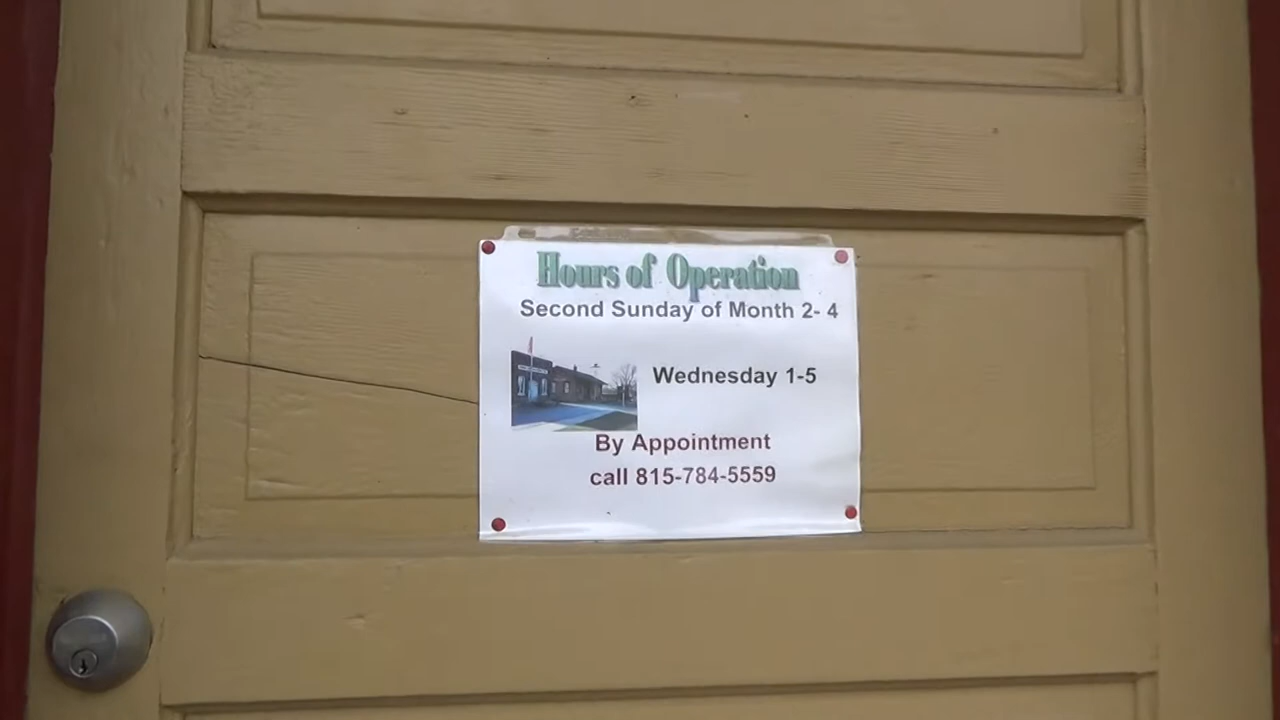 Hours of Operation
Second Sunday of Month 2- 4
Wednesday 1-5
By Appointment
call 815-784-5559